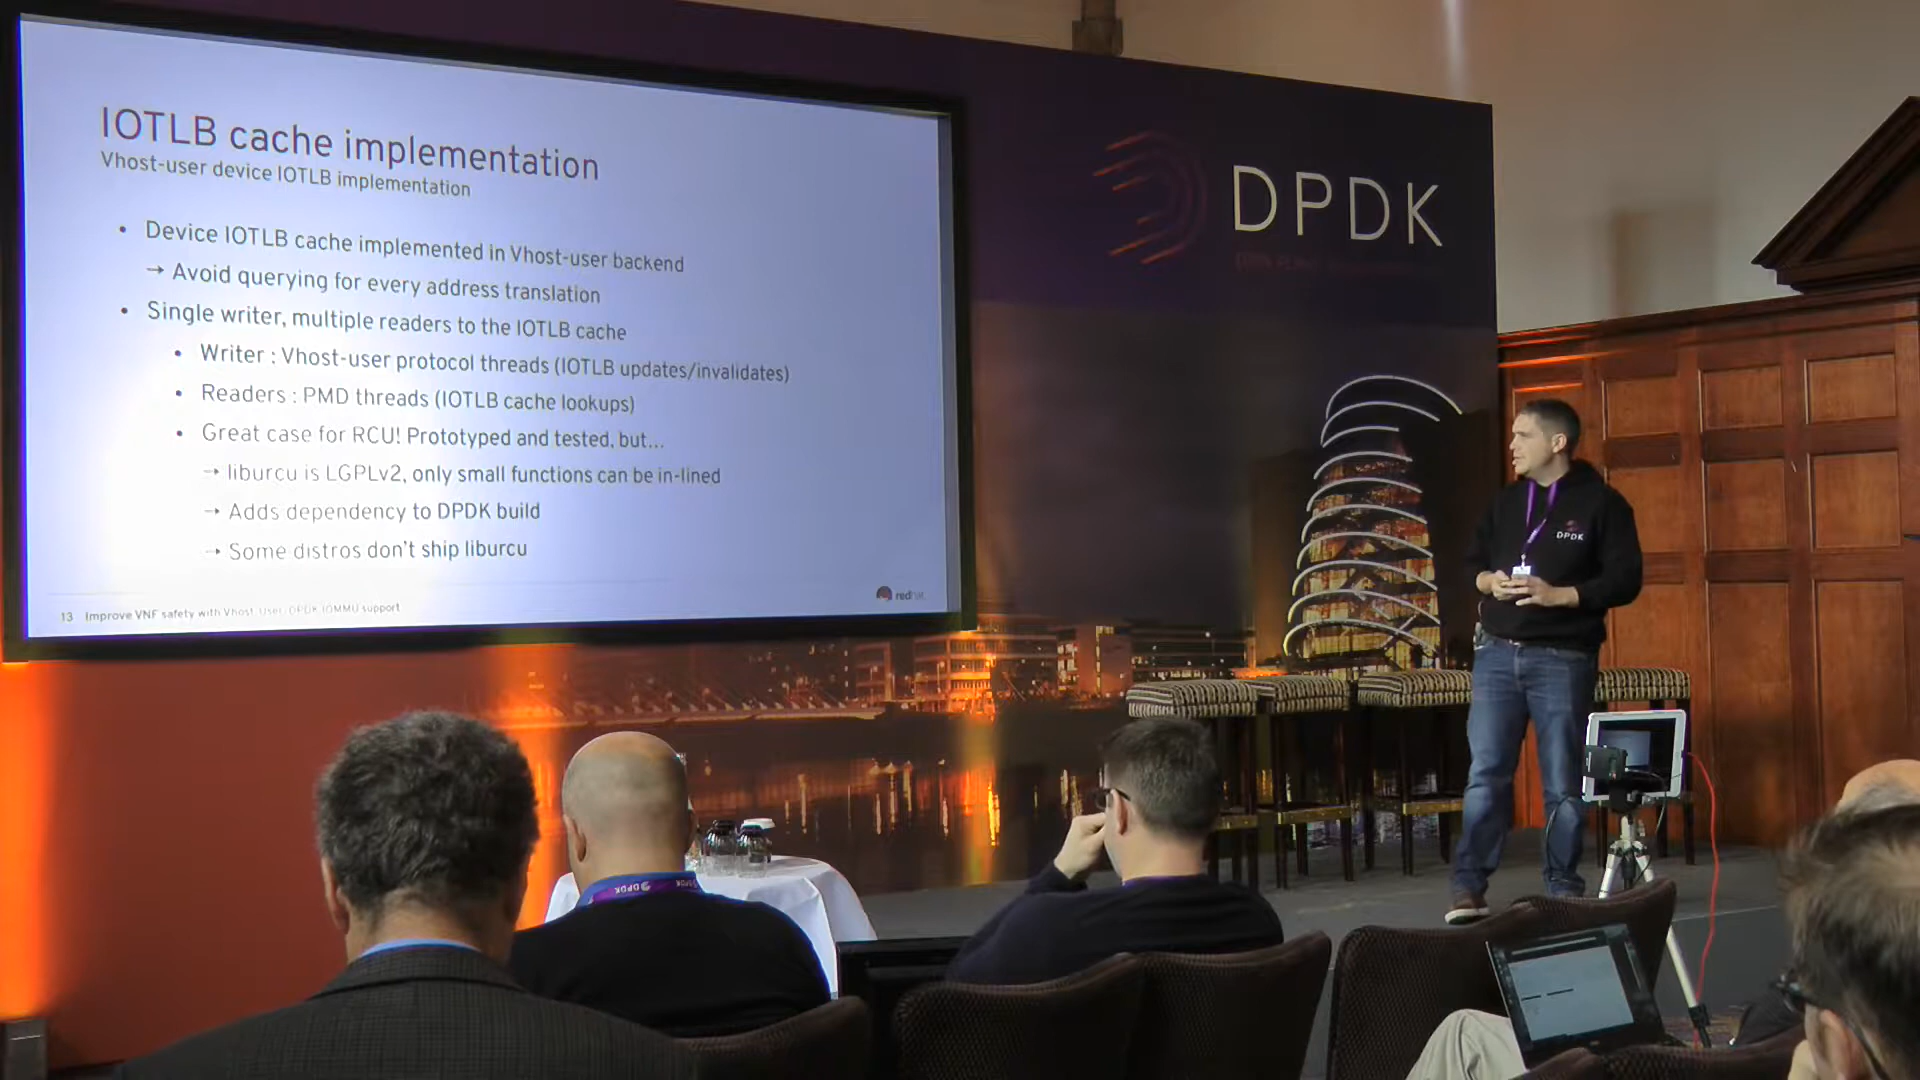 IOTLB cache implementation
Vhost-user device IOTLB implementation
• Device IOTLB cache implemented in Vhost-user backend
→ Avoid querying for every address translation
• Single writer, multiple readers to the IOTLB cache
• Writer : Vhost-user protocol threads (IOTLB updates/invalidates)
• Readers : PMD threads (IOTLB cache lookups)
• Great case for RCU! Prototyped and tested, but...
→ liburcu is LGPLv2, only small functions can be in-lined
→ Adds dependency to DPDK build
→ Some distros don't ship liburcu
13 Improve VNF safety with Vhost-User/DPDK IOMMU support
redhat.
DPDK
DPDK
DPDK